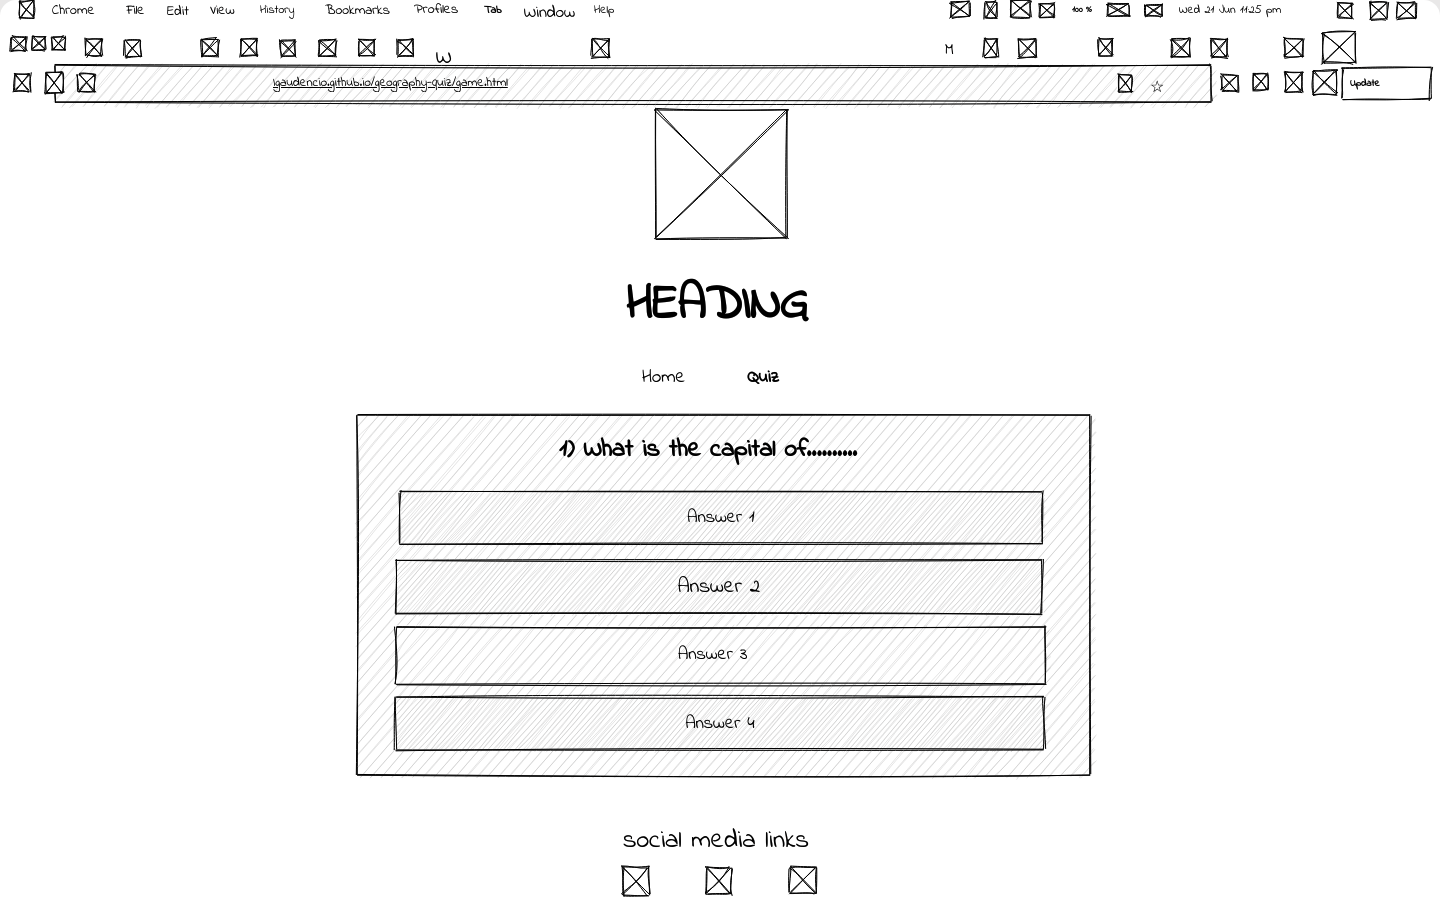 Chrome File Edit View History Bookmarks Profiles Tab Window Help 100 % Wed 21 Jun 11:25 pm
W M
lgaudencio.github.io/geography-quiz/game.html Update
HEADING
Home Quiz
1) What is the capital of..........
Answer 1
Answer 2
Answer 3
Answer 4
social media links